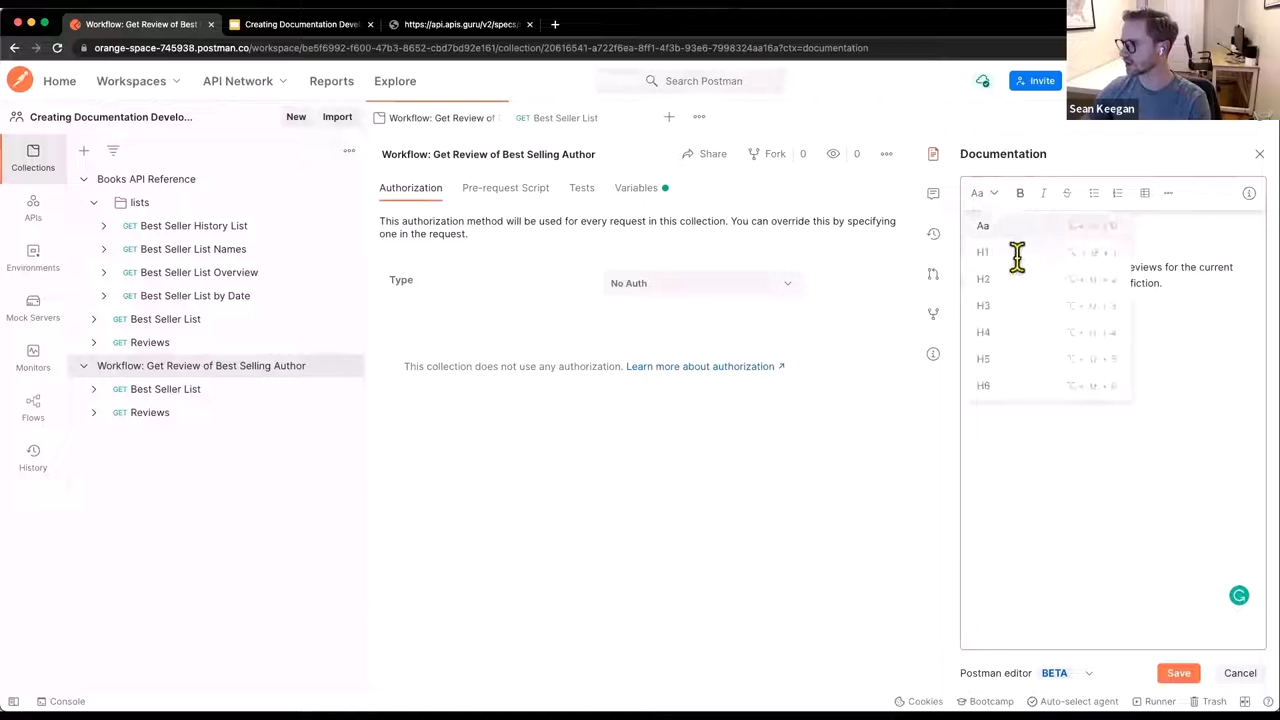 Workflow: Get Review of Best S
Creating Documentation Devel
https://api.apis.guru/v2/specs/
orange-space-745938.postman.co/workspace/be5f6992-f600-47b3-8652-cbd7bd92e161/collection/20616541-a722f6ea-8ff1-4f3b-93e6-7998324aa16a?ctx=documentation
Sean Keegan
Home
Workspaces
API Network
Reports
Explore
Search Postman
Invite
Creating Documentation Develo...
New
Import
Workflow: Get Review of
GET Best Seller List
Collections
APIs
Environments
Mock Servers
Monitors
Flows
History
Books API Reference
lists
GET Best Seller History List
GET Best Seller List Names
GET Best Seller List Overview
GET Best Seller List by Date
GET Best Seller List
GET Reviews
Workflow: Get Review of Best Selling Author
GET Best Seller List
GET Reviews
Workflow: Get Review of Best Selling Author
Share
Fork
0
0
Authorization
Pre-request Script
Tests
Variables
This authorization method will be used for every request in this collection. You can override this by specifying
one in the request.
Type
No Auth
This collection does not use any authorization. Learn more about authorization
Documentation
Aa
B
I
S
Aa
H1
H2
H3
H4
H5
H6
eviews for the current
fiction.
Postman editor BETA
Save
Cancel
Console
Cookies
Bootcamp
Auto-select agent
Runner
Trash